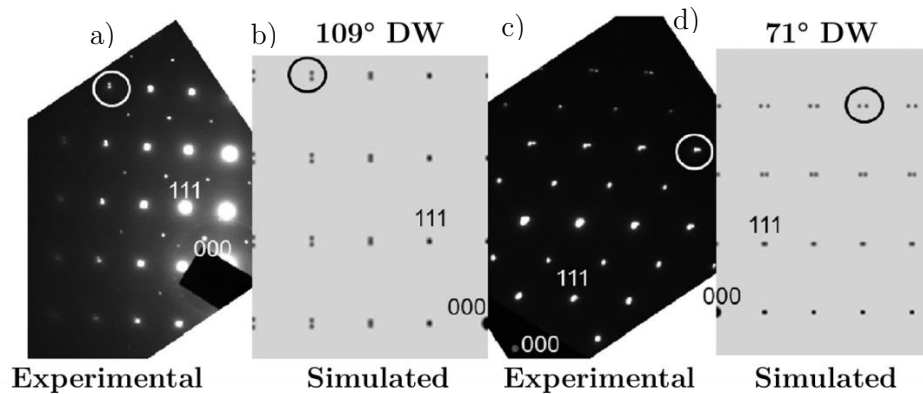 a)
b)
109° DW
c)
d)
71° DW
111
000
111
000
111
000
111
000
Experimental
Simulated
Experimental
Simulated